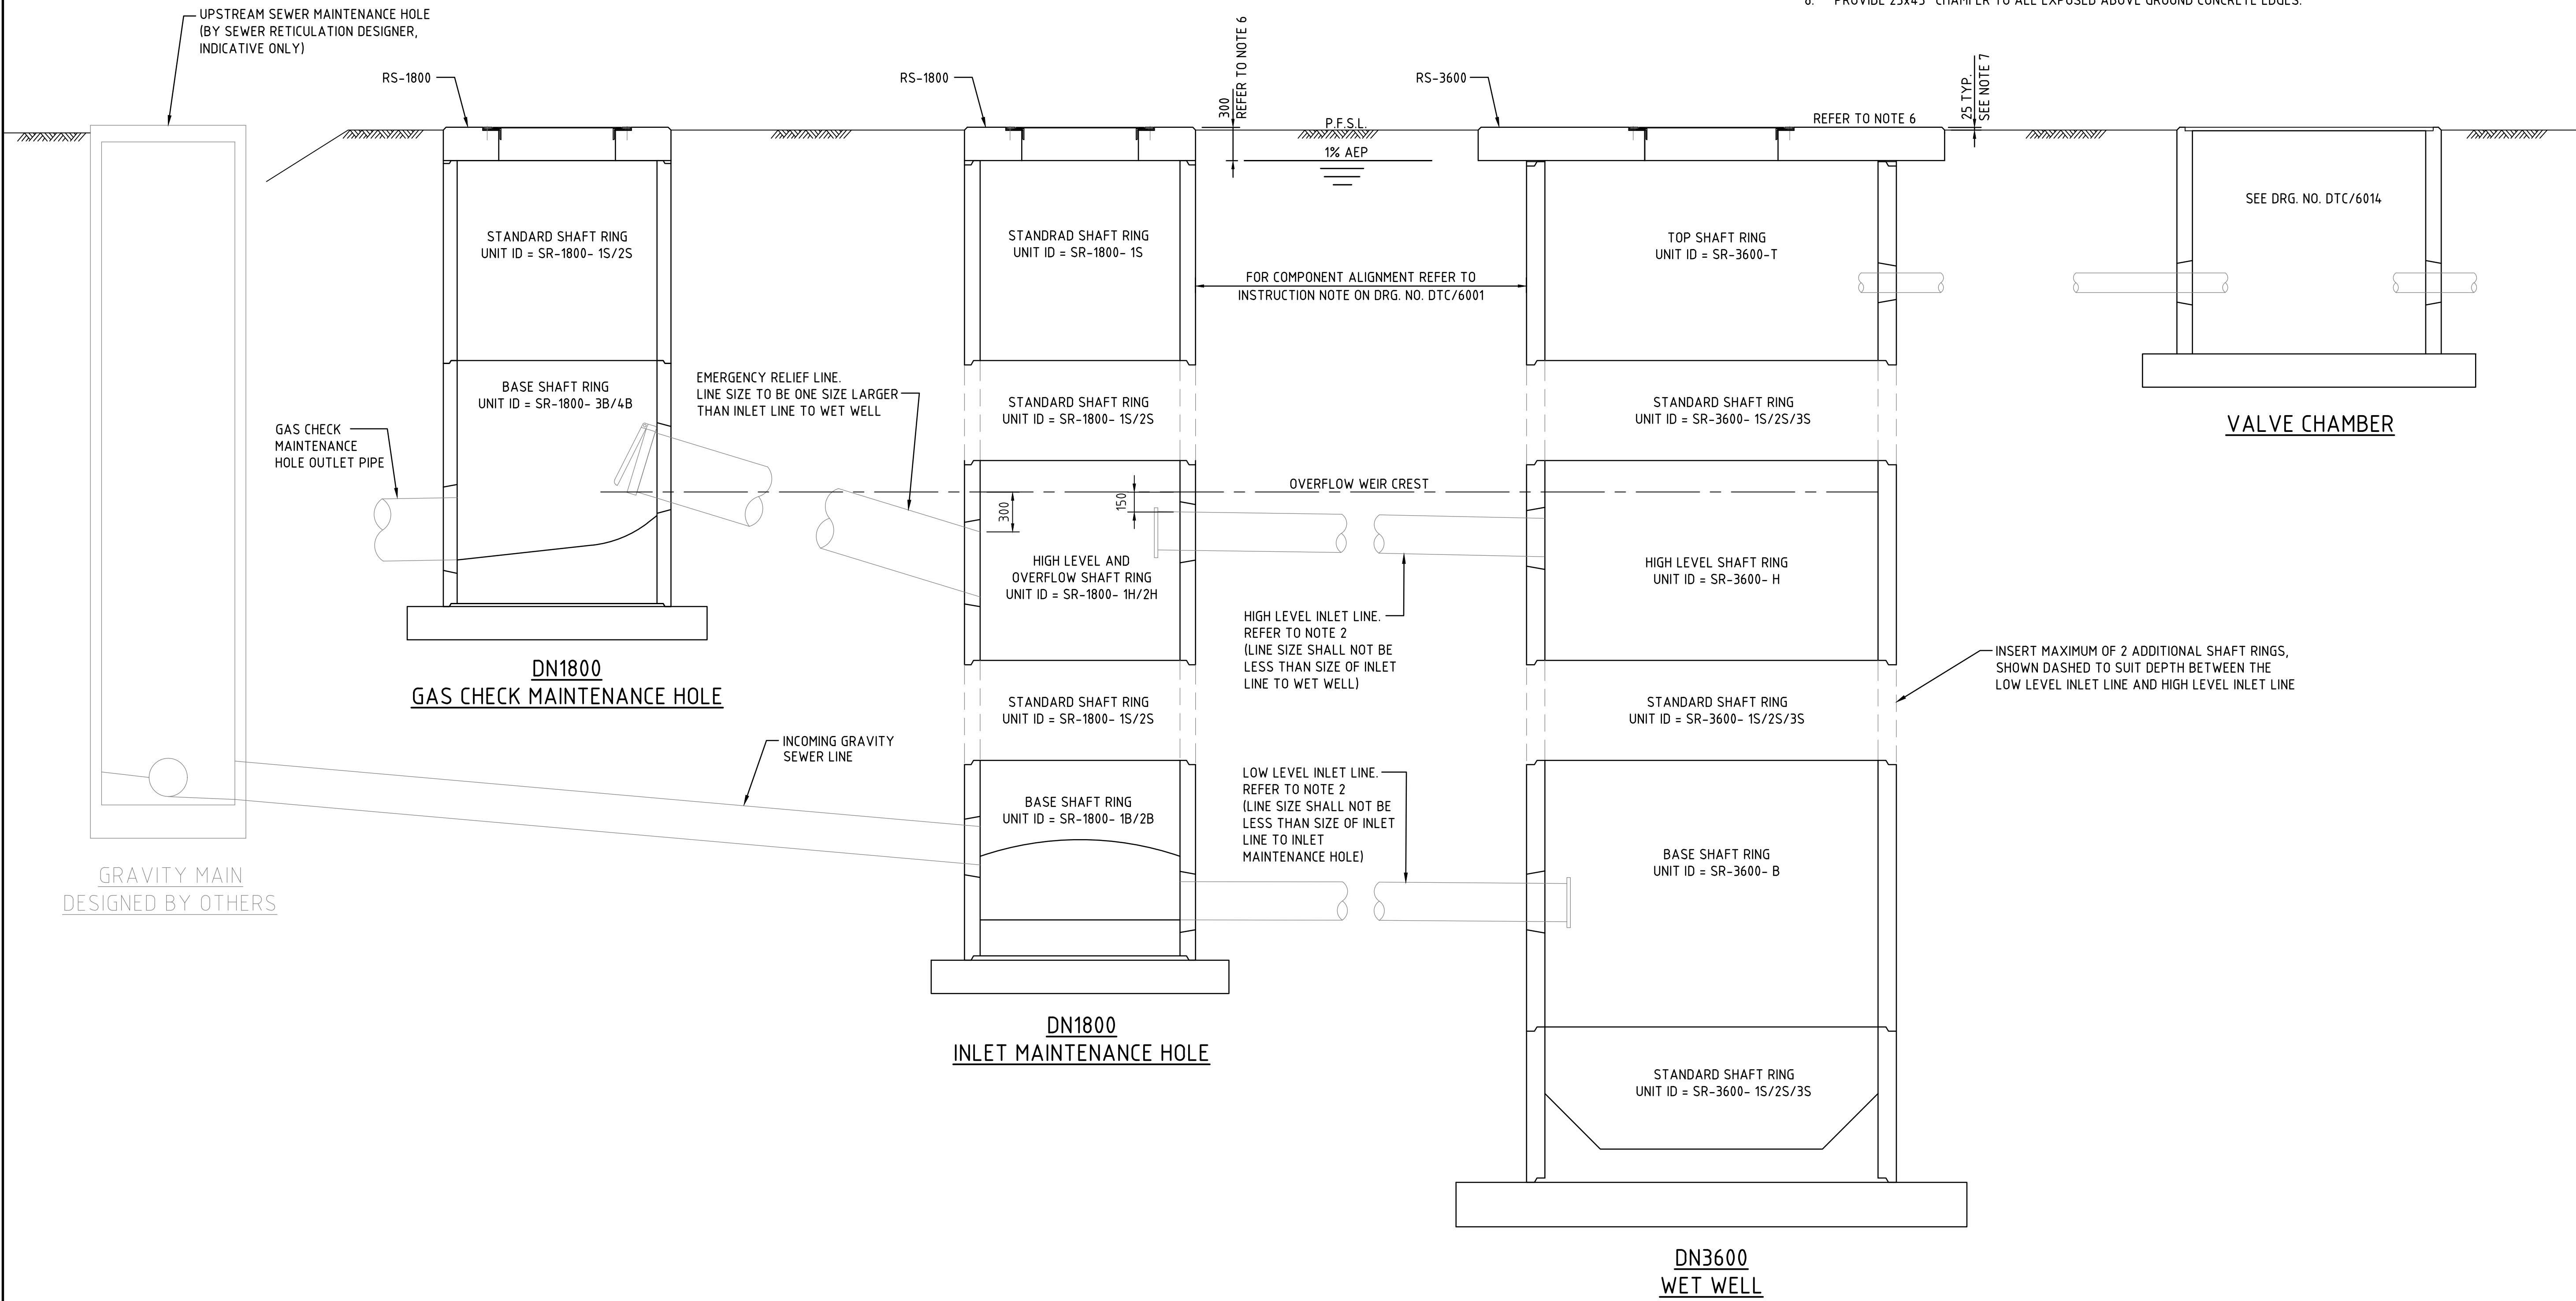 8. PROVIDE 25x45° CHAMFER TO ALL EXPOSED ABOVE GROUND CONCRETE EDGES.
UPSTREAM SEWER MAINTENANCE HOLE
(BY SEWER RETICULATION DESIGNER,
INDICATIVE ONLY)
RS-1800
RS-1800
300
REFER TO NOTE 6
P.F.S.L.
1% AEP
RS-3600
REFER TO NOTE 6
25 TYP.
SEE NOTE 7
STANDARD SHAFT RING
UNIT ID = SR-1800- 1S/2S
STANDRAD SHAFT RING
UNIT ID = SR-1800- 1S
FOR COMPONENT ALIGNMENT REFER TO
INSTRUCTION NOTE ON DRG. NO. DTC/6001
TOP SHAFT RING
UNIT ID = SR-3600-T
SEE DRG. NO. DTC/6014
VALVE CHAMBER
BASE SHAFT RING
UNIT ID = SR-1800- 3B/4B
EMERGENCY RELIEF LINE.
LINE SIZE TO BE ONE SIZE LARGER
THAN INLET LINE TO WET WELL
STANDARD SHAFT RING
UNIT ID = SR-1800- 1S/2S
STANDARD SHAFT RING
UNIT ID = SR-3600- 1S/2S/3S
GAS CHECK
MAINTENANCE
HOLE OUTLET PIPE
OVERFLOW WEIR CREST
300
150
HIGH LEVEL AND
OVERFLOW SHAFT RING
UNIT ID = SR-1800- 1H/2H
HIGH LEVEL SHAFT RING
UNIT ID = SR-3600- H
HIGH LEVEL INLET LINE.
REFER TO NOTE 2
(LINE SIZE SHALL NOT BE
LESS THAN SIZE OF INLET
LINE TO WET WELL)
DN1800
GAS CHECK MAINTENANCE HOLE
INSERT MAXIMUM OF 2 ADDITIONAL SHAFT RINGS,
SHOWN DASHED TO SUIT DEPTH BETWEEN THE
LOW LEVEL INLET LINE AND HIGH LEVEL INLET LINE
STANDARD SHAFT RING
UNIT ID = SR-1800- 1S/2S
STANDARD SHAFT RING
UNIT ID = SR-3600- 1S/2S/3S
INCOMING GRAVITY
SEWER LINE
LOW LEVEL INLET LINE.
REFER TO NOTE 2
(LINE SIZE SHALL NOT BE
LESS THAN SIZE OF INLET
LINE TO INLET
MAINTENANCE HOLE)
BASE SHAFT RING
UNIT ID = SR-1800- 1B/2B
BASE SHAFT RING
UNIT ID = SR-3600- B
GRAVITY MAIN
DESIGNED BY OTHERS
DN1800
INLET MAINTENANCE HOLE
STANDARD SHAFT RING
UNIT ID = SR-3600- 1S/2S/3S
DN3600
WET WELL